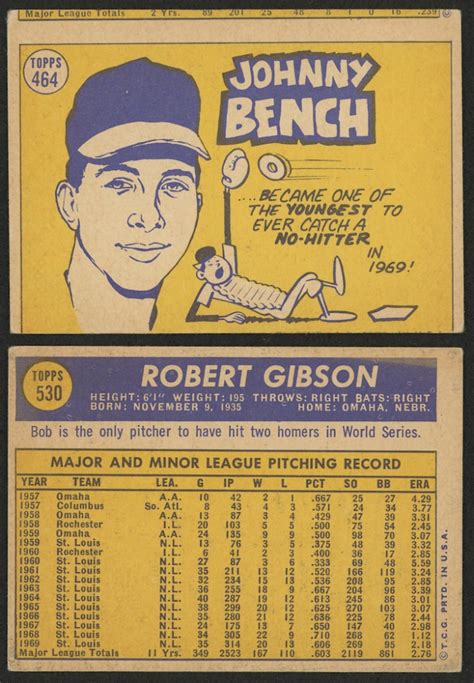 Major League Totals 2 Yrs. 89 201 25 48 8 1 0 16 .239 ©
TOPPS
464
JOHNNY
BENCH
....BECAME ONE OF
THE YOUNGEST TO
EVER CATCH A
NO-HITTER
IN
1969!
TOPPS
530
ROBERT GIBSON
HEIGHT: 6'1" WEIGHT: 195 THROWS: RIGHT BATS: RIGHT
BORN: NOVEMBER 9, 1935 HOME: OMAHA, NEBR.
Bob is the only pitcher to have hit two homers in World Series.
MAJOR AND MINOR LEAGUE PITCHING RECORD
YEAR TEAM LEA. G IP W L PCT SO BB ERA
1957 Omaha A.A. 10 42 2 1 .667 25 27 4.29
1957 Columbus So. Atl. 8 43 4 3 .571 24 34 3.77
1958 Omaha A.A. 13 87 3 4 .429 47 39 3.31
1958 Rochester I.L. 20 103 5 5 .500 75 54 2.45
1959 Omaha A.A. 24 135 9 9 .500 98 70 3.07
1959 St. Louis N.L. 13 76 3 5 .375 48 39 3.32
1960 Rochester I.L. 6 41 2 3 .400 36 17 2.85
1960 St. Louis N.L. 27 87 3 6 .333 69 48 5.59
1961 St. Louis N.L. 35 211 13 12 .520 166 119 3.24
1962 St. Louis N.L. 32 234 15 13 .536 208 95 2.85
1963 St. Louis N.L. 36 255 18 9 .667 204 96 3.39
1964 St. Louis N.L. 40 287 19 12 .613 245 86 3.01
1965 St. Louis N.L. 38 299 20 12 .625 270 103 3.07
1966 St. Louis N.L. 35 280 21 12 .636 225 78 2.44
1967 St. Louis N.L. 24 175 13 7 .650 147 40 2.98
1968 St. Louis N.L. 34 305 22 9 .710 268 62 1.12
1969 St. Louis N.L. 35 314 20 13 .606 269 95 2.18
Major League Totals 11 Yrs. 349 2523 167 110 .603 2119 861 2.76
© T.C.G. PRTD. IN U.S.A.